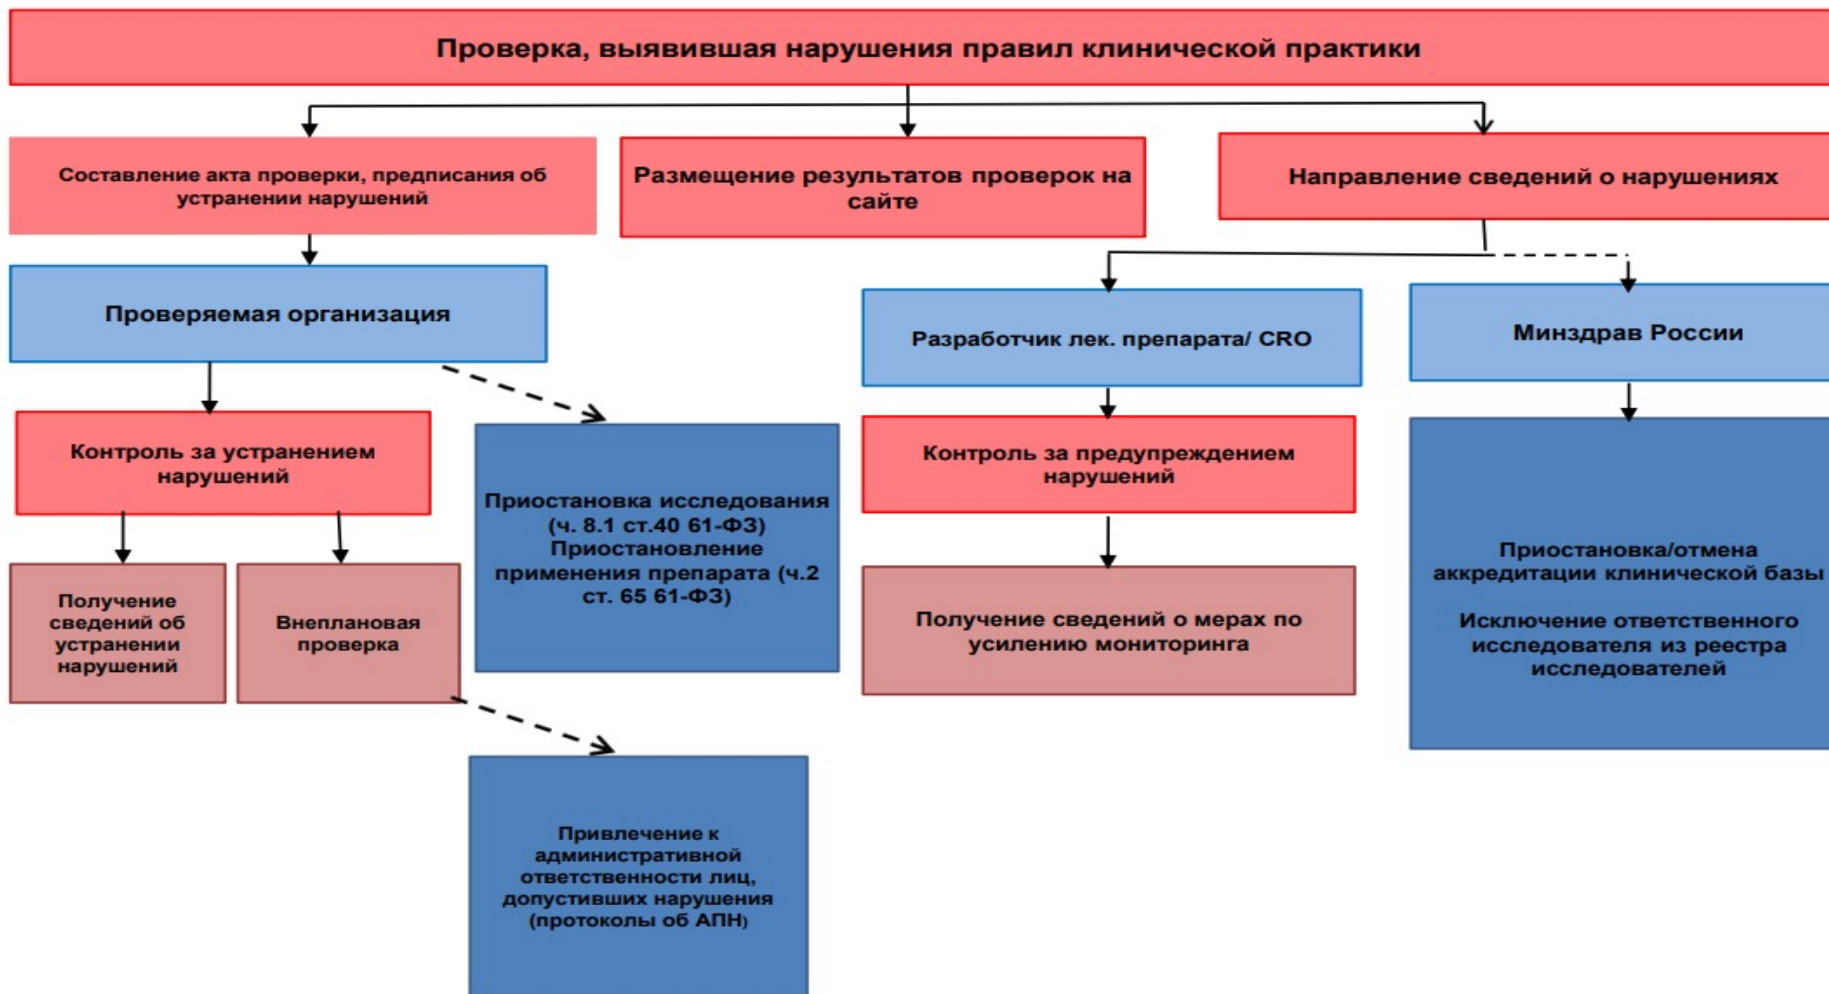 Проверка, выявившая нарушения правил клинической практики
Составление акта проверки, предписания об
устранении нарушений
Размещение результатов проверок на
сайте
Направление сведений о нарушениях
Проверяемая организация
Разработчик лек. препарата/ CRO
Минздрав России
Контроль за устранением
нарушений
Приостановка исследования
(ч. 8.1 ст.40 61-ФЗ)
Приостановление
применения препарата (ч.2
ст. 65 61-ФЗ)
Контроль за предупреждением
нарушений
Приостановка/отмена
аккредитации клинической базы
Исключение ответственного
исследователя из реестра
исследователей
Получение
сведений об
устранении
нарушений
Внеплановая
проверка
Получение сведений о мерах по
усилению мониторинга
Привлечение к
административной
ответственности лиц,
допустивших нарушения
(протоколы об АПН)